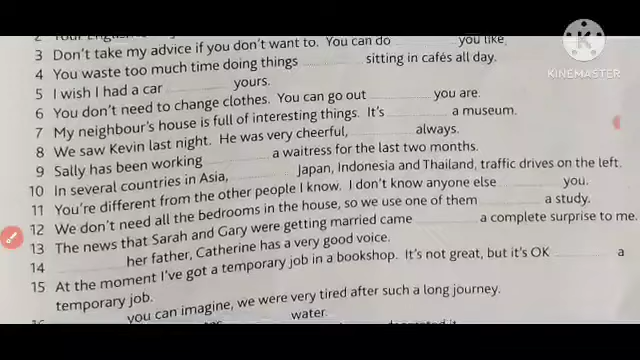 2 Your English
3 Don't take my advice if you don't want to. You can do ............ you like.
4 You waste too much time doing things ............ sitting in cafés all day.
5 I wish I had a car ............ yours.
6 You don't need to change clothes. You can go out ............ you are.
7 My neighbour's house is full of interesting things. It's ............ a museum.
8 We saw Kevin last night. He was very cheerful, ............ always.
9 Sally has been working ............ a waitress for the last two months.
10 In several countries in Asia, ............ Japan, Indonesia and Thailand, traffic drives on the left.
11 You're different from the other people I know. I don't know anyone else ............ you.
12 We don't need all the bedrooms in the house, so we use one of them ............ a study.
13 The news that Sarah and Gary were getting married came ............ a complete surprise to me.
14 ............ her father, Catherine has a very good voice.
15 At the moment I've got a temporary job in a bookshop. It's not great, but it's OK ............ a
temporary job.
............ you can imagine, we were very tired after such a long journey.
water.
KINEMASTER